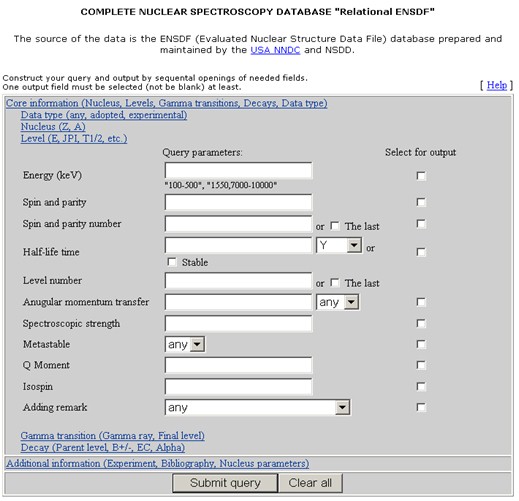 COMPLETE NUCLEAR SPECTROSCOPY DATABASE "Relational ENSDF"
The source of the data is the ENSDF (Evaluated Nuclear Structure Data File) database prepared and
maintained by the USA NNDC and NSDD.
Construct your query and output by sequental openings of needed fields.
One output field must be selected (not be blank) at least. [ Help ]
Core information (Nucleus, Levels, Gamma transitions, Decays, Data type)
Data type (any, adopted, experimental)
Nucleus (Z, A)
Level (E, JPI, T1/2, etc.)
Query parameters: Select for output
Energy (keV)
"100-500", "1550,7000-10000"
Spin and parity
Spin and parity number or The last
Half-life time Y or
Stable
Level number or The last
Anugular momentum transfer any
Spectroscopic strength
Metastable any
Q Moment
Isospin
Adding remark any
Gamma transition (Gamma ray, Final level)
Decay (Parent level, B+/-, EC, Alpha)
Additional information (Experiment, Bibliography, Nucleus parameters)
Submit query Clear all